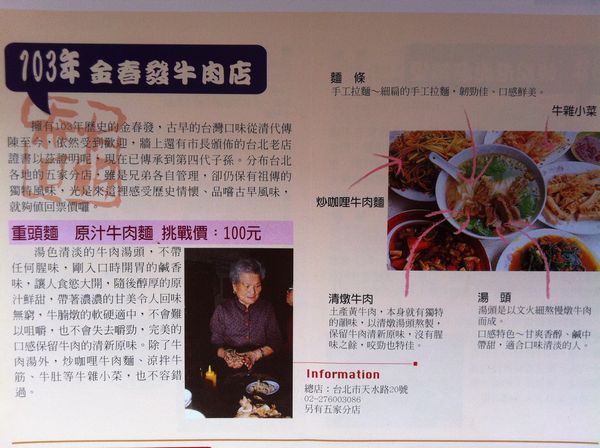 103年 金春發牛肉店
擁有103年歷史的金春發，古早的台灣口味從清代傳
陳至今，依然受到歡迎，牆上還有市長頒佈的台北老店
證書以茲證明呢，現在已傳承到第四代子孫。分布台北
各地的五家分店，雖是兄弟各自管理，卻仍保有祖傳的
獨特風味，光是來這裡感受歷史情懷、品嚐古早風味，
就夠值回票價囉。
重頭麵 原汁牛肉麵 挑戰價：100元
湯色清淡的牛肉湯頭，不帶
任何腥味，剛入口時開胃的鹹香
味，讓人食慾大開，隨後醇厚的原
汁鮮甜，帶著濃濃的甘美令人回味
無窮，牛腩燉的軟硬適中，不會難
以咀嚼，也不會失去嚼勁，完美的
口感保留牛肉的清新原味。除了牛
肉湯外，炒咖哩牛肉麵、涼拌牛
筋、牛肚等牛雜小菜，也不容錯
過。
麵 條
手工拉麵～細扁的手工拉麵，韌勁佳、口感鮮美。
牛雜小菜
炒咖哩牛肉麵
清燉牛肉
土產黃牛肉，本身就有獨特
的韻味，以清燉湯頭熬製，
保留牛肉清新原味，沒有腥
味之餘，咬勁也特佳。
湯 頭
湯頭是以文火細熬慢燉牛肉
而成。
口感特色～甘爽香醇、鹹中
帶甜，適合口味清淡的人。
Information
總店：台北市天水路20號
02-276003086
另有五家分店